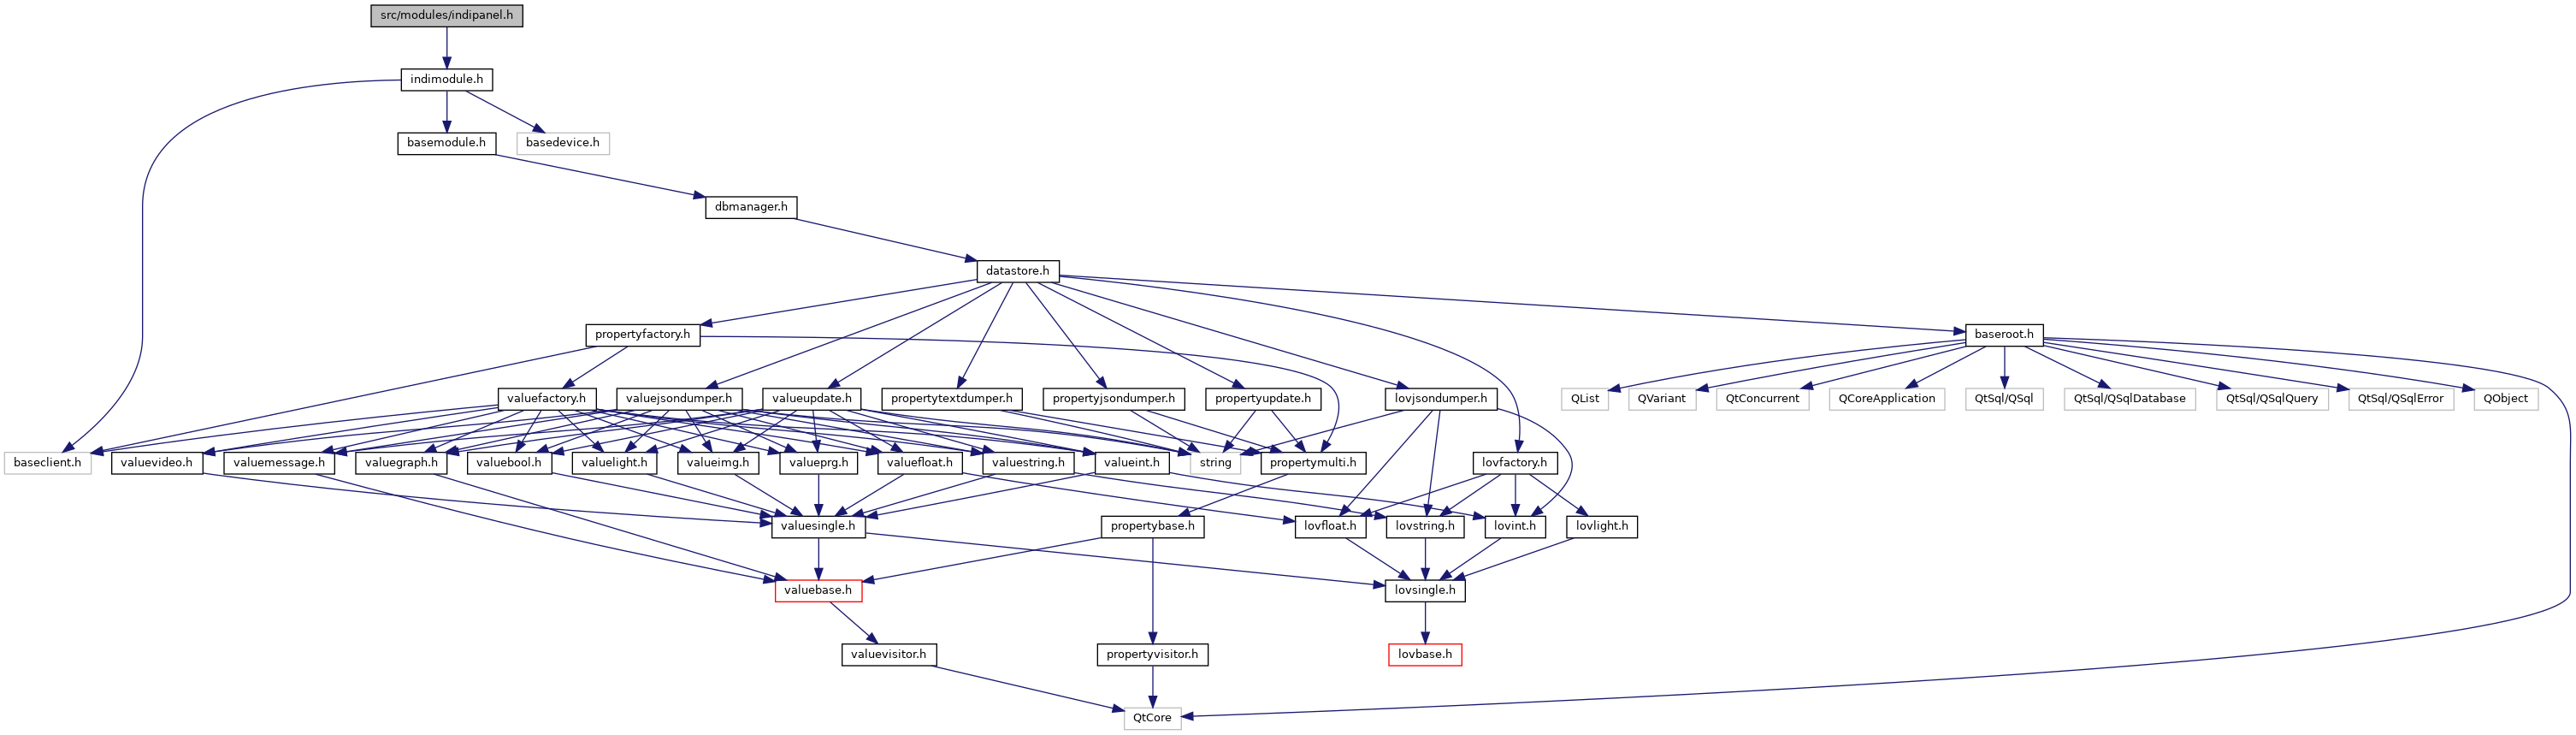 src/modules/indipanel.h
indimodule.h
basemodule.h
basedevice.h
dbmanager.h
datastore.h
propertyfactory.h
baseroot.h
valuefactory.h
valuejsondumper.h
valueupdate.h
propertytextdumper.h
propertyjsondumper.h
propertyupdate.h
lovjsondumper.h
QList
QVariant
QtConcurrent
QCoreApplication
QtSql/QSql
QtSql/QSqlDatabase
QtSql/QSqlQuery
QtSql/QSqlError
QObject
baseclient.h
valuevideo.h
valuemessage.h
valuegraph.h
valuebool.h
valuelight.h
valueimg.h
valueprg.h
valuefloat.h
valuestring.h
valueint.h
string
propertymulti.h
lovfactory.h
valuesingle.h
propertybase.h
lovfloat.h
lovstring.h
lovint.h
lovlight.h
valuebase.h
lovsingle.h
valuevisitor.h
propertyvisitor.h
lovbase.h
QtCore